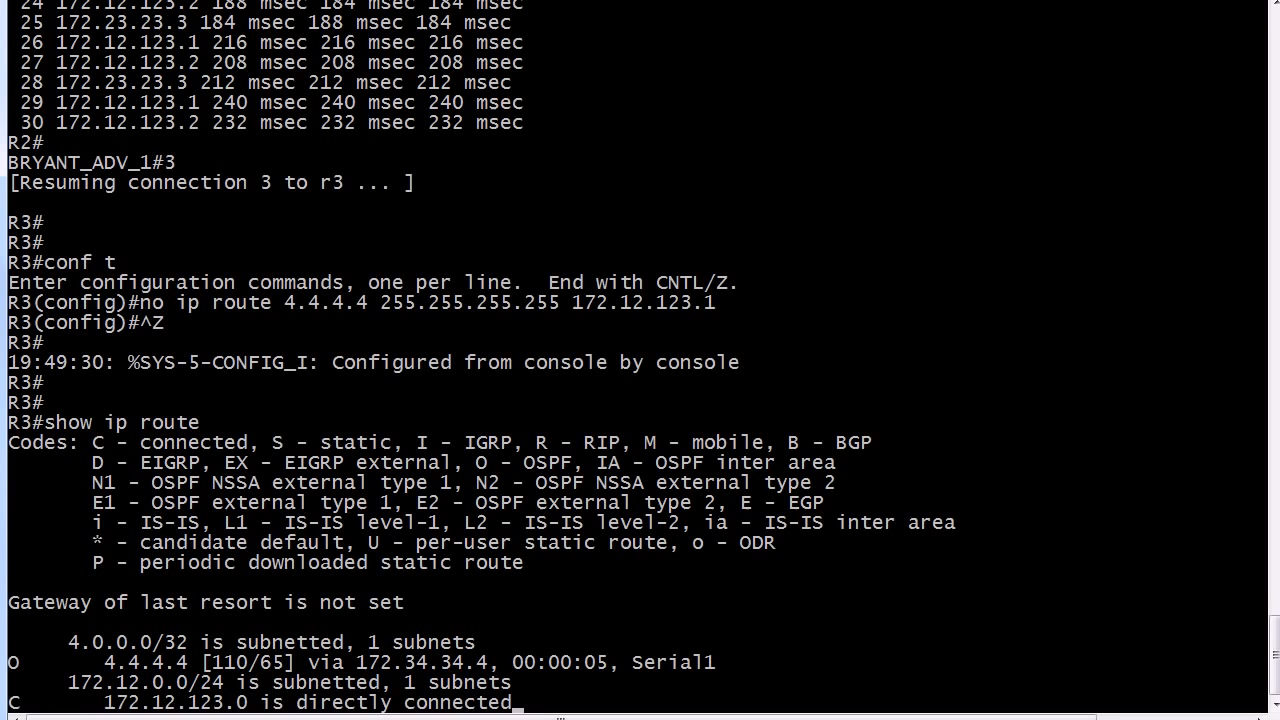 24 172.12.123.2 188 msec 184 msec 184 msec
25 172.23.23.3 184 msec 188 msec 184 msec
26 172.12.123.1 216 msec 216 msec 216 msec
27 172.12.123.2 208 msec 208 msec 208 msec
28 172.23.23.3 212 msec 212 msec 212 msec
29 172.12.123.1 240 msec 240 msec 240 msec
30 172.12.123.2 232 msec 232 msec 232 msec
R2#
BRYANT_ADV_1#3
[Resuming connection 3 to r3 ... ]
R3#
R3#
R3#conf t
Enter configuration commands, one per line.  End with CNTL/Z.
R3(config)#no ip route 4.4.4.4 255.255.255.255 172.12.123.1
R3(config)#^Z
R3#
19:49:30: %SYS-5-CONFIG_I: Configured from console by console
R3#
R3#
R3#show ip route
Codes: C - connected, S - static, I - IGRP, R - RIP, M - mobile, B - BGP
D - EIGRP, EX - EIGRP external, O - OSPF, IA - OSPF inter area
N1 - OSPF NSSA external type 1, N2 - OSPF NSSA external type 2
E1 - OSPF external type 1, E2 - OSPF external type 2, E - EGP
i - IS-IS, L1 - IS-IS level-1, L2 - IS-IS level-2, ia - IS-IS inter area
* - candidate default, U - per-user static route, o - ODR
P - periodic downloaded static route
Gateway of last resort is not set
4.0.0.0/32 is subnetted, 1 subnets
O 4.4.4.4 [110/65] via 172.34.34.4, 00:00:05, Serial1
172.12.0.0/24 is subnetted, 1 subnets
C 172.12.123.0 is directly connected